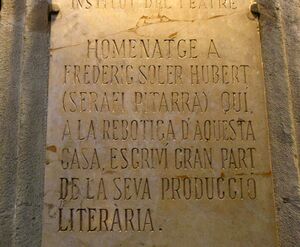 INSTITUT DEL TEATRE
HOMENATGE A
FREDERIC SOLER HUBERT
(SERAFI PITARRA) QUI,
A LA REBOTIGA D'AQUESTA
CASA, ESCRIVÍ GRAN PART
DE LA SEVA PRODUCCIO
LITERÀRIA.